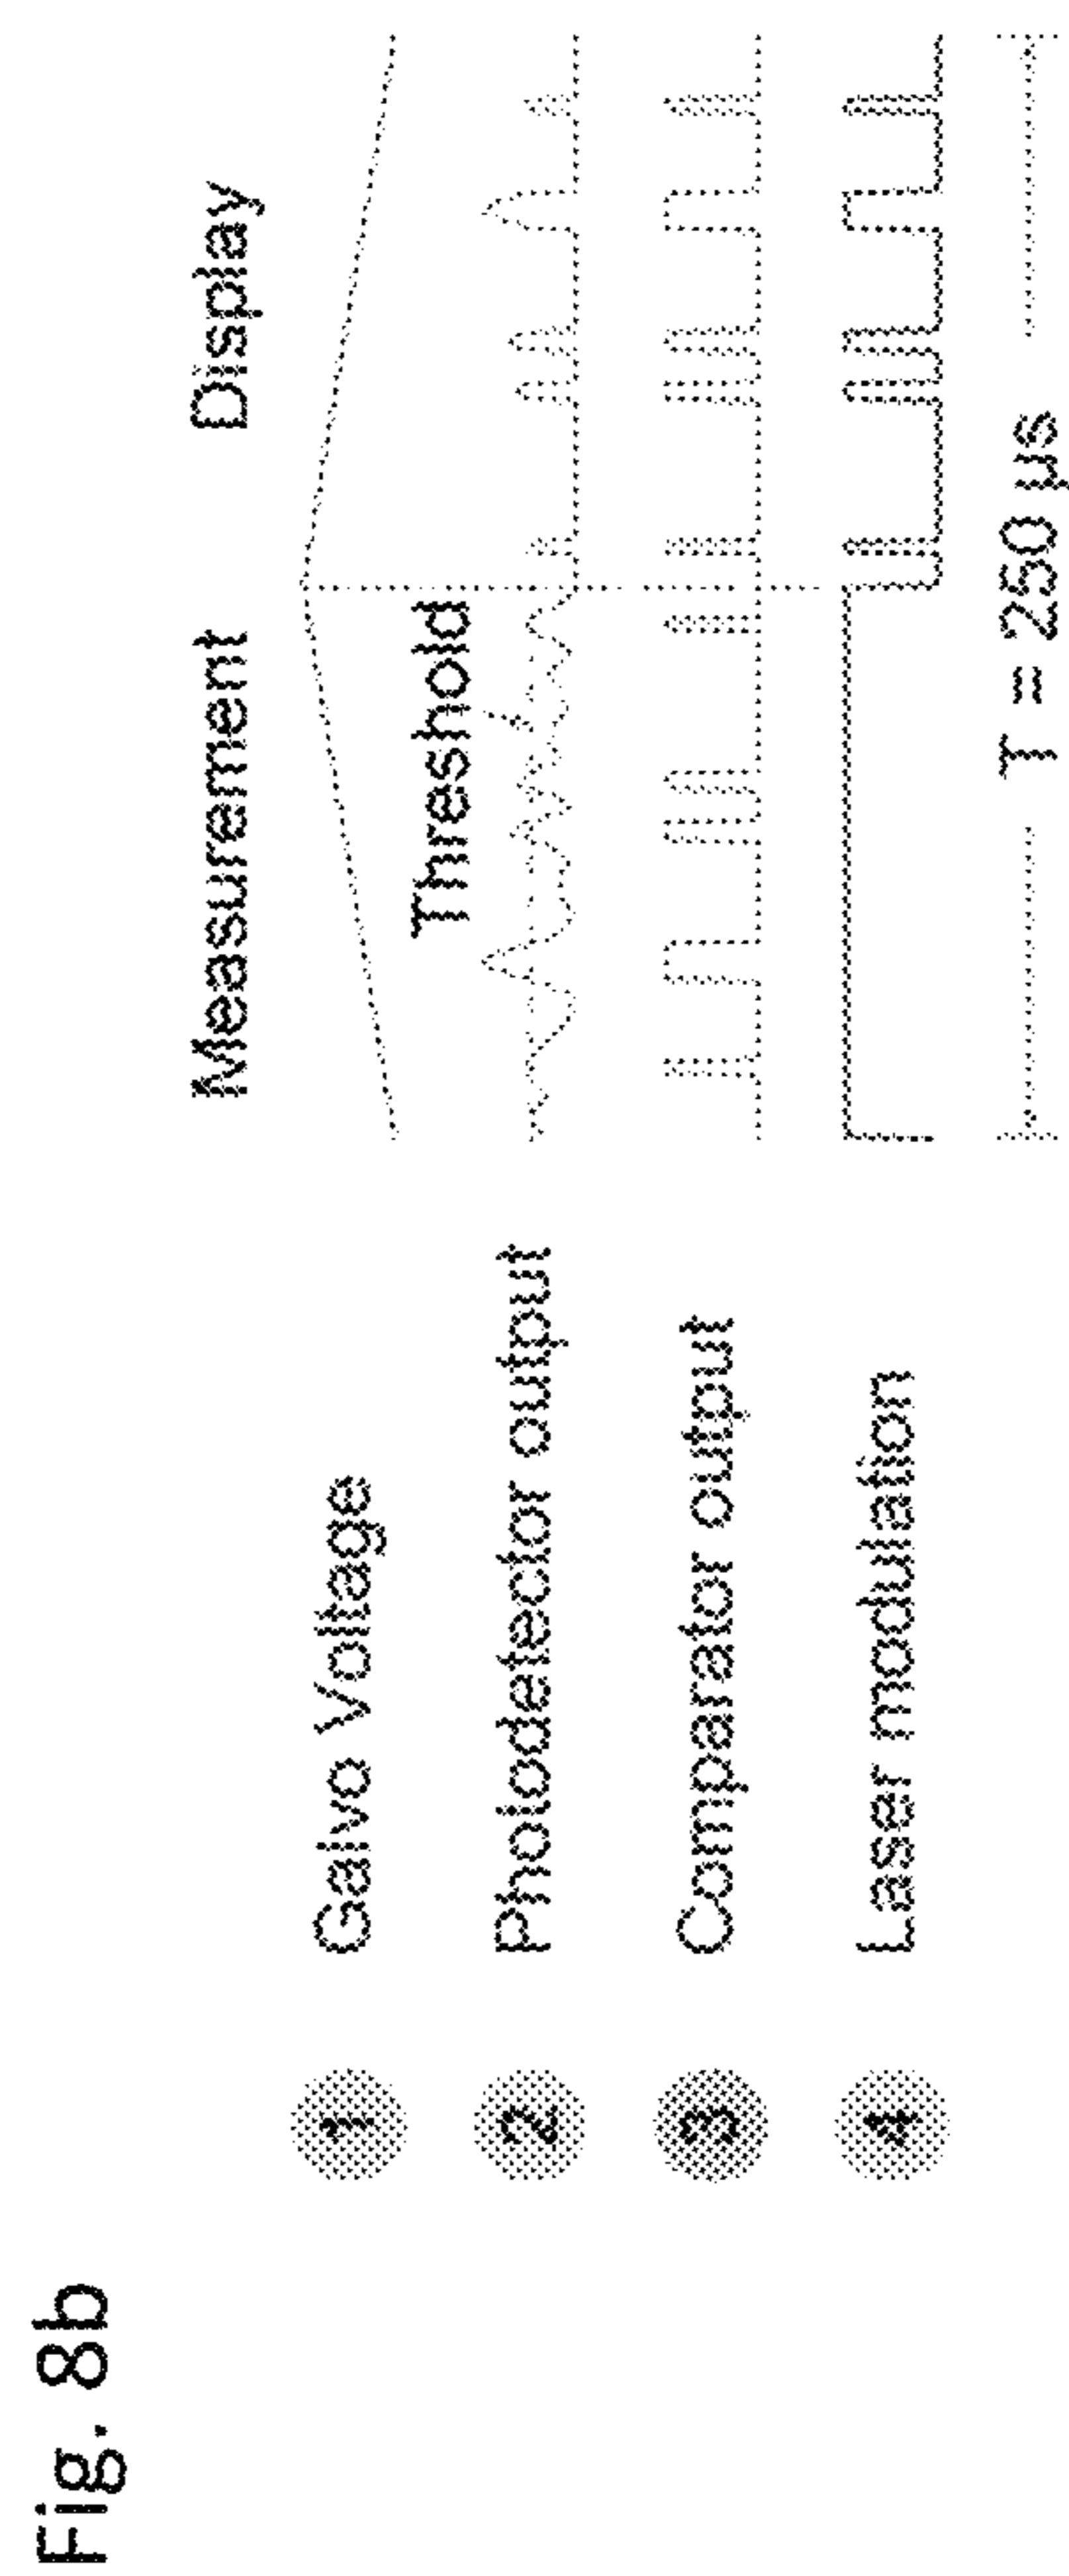 Fig. 8b
Measurement
Display
1 Galvo Voltage
Threshold
2 Photodetector output
3 Comparator output
4 Laser modulation
T = 250 µs